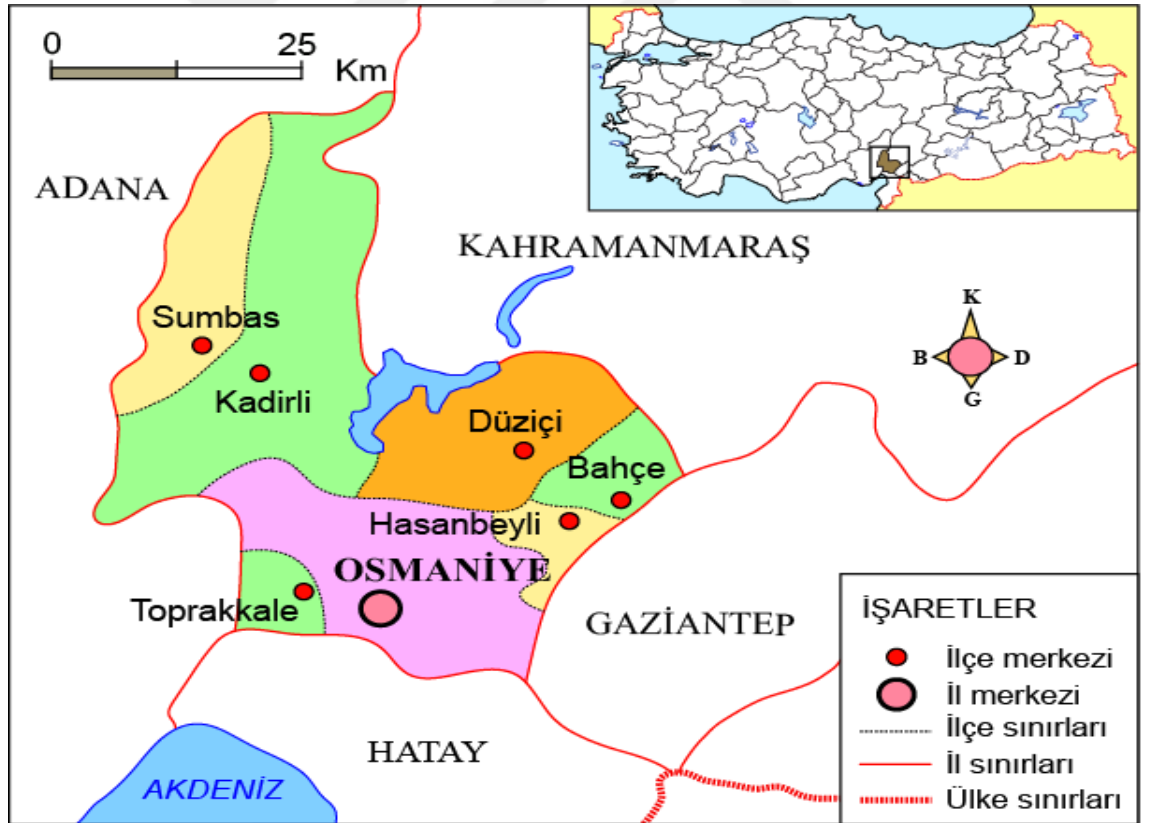 0 25
Km
ADANA
KAHRAMANMARAŞ
K
B D
G
Sumbas
Kadirli
Düziçi
Bahçe
Hasanbeyli
OSMANİYE
Toprakkale
GAZİANTEP
HATAY
AKDENİZ
İŞARETLER
İlçe merkezi
İl merkezi
İlçe sınırları
İl sınırları
Ülke sınırları